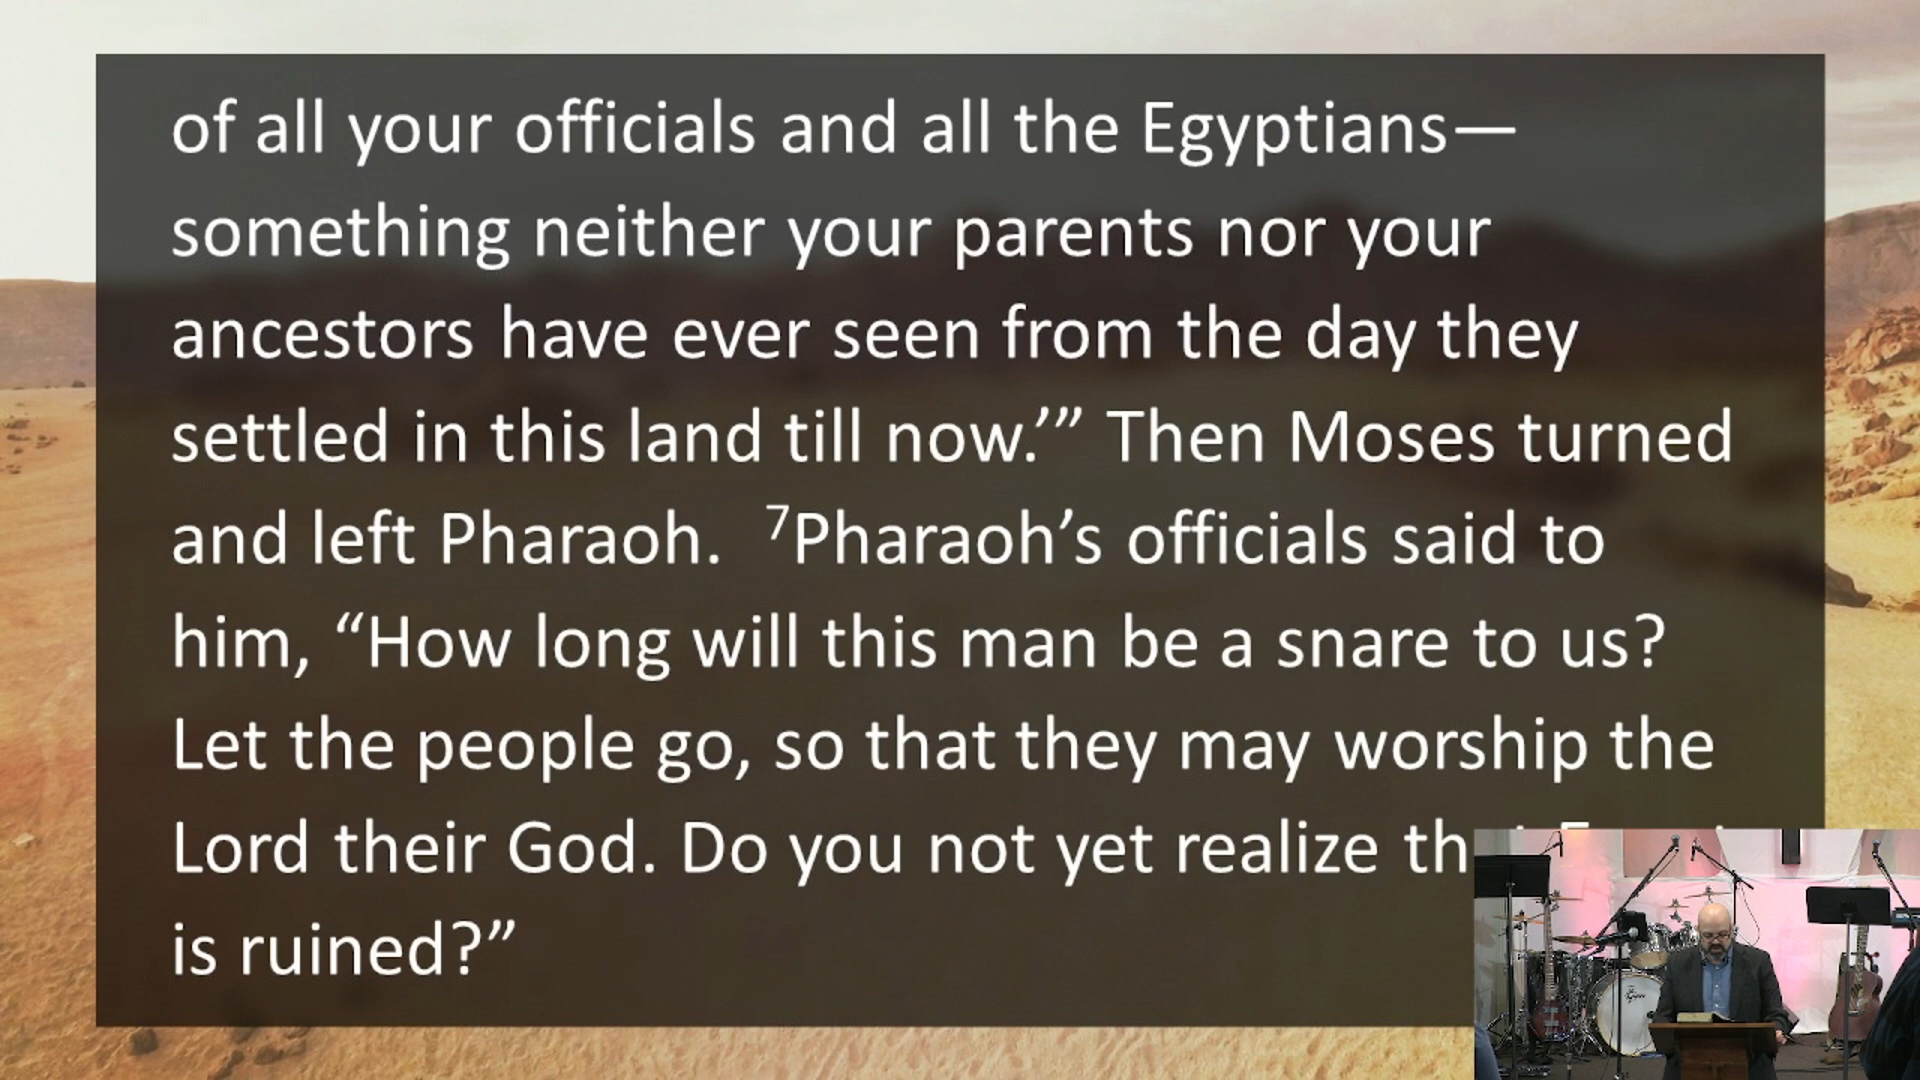 of all your officials and all the Egyptians—
something neither your parents nor your
ancestors have ever seen from the day they
settled in this land till now.’” Then Moses turned
and left Pharaoh. ⁷Pharaoh’s officials said to
him, “How long will this man be a snare to us?
Let the people go, so that they may worship the
Lord their God. Do you not yet realize
is ruined?”